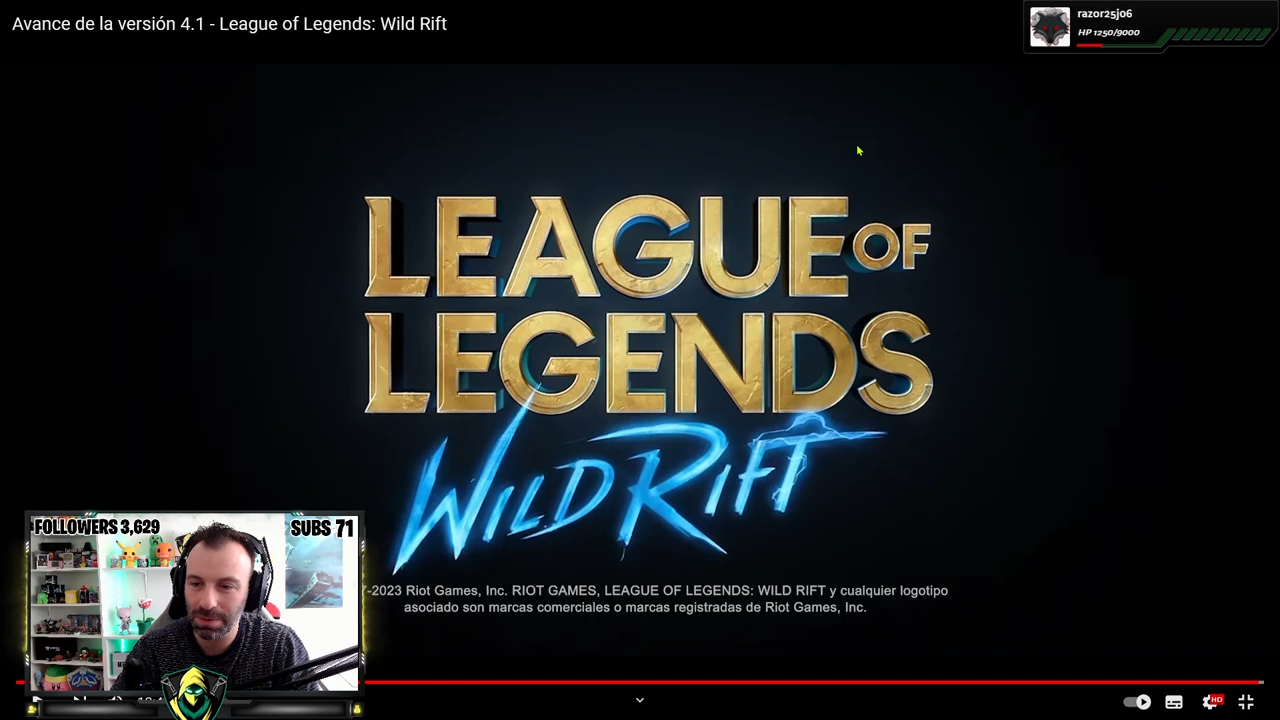 Avance de la versión 4.1 - League of Legends: Wild Rift
razor25jo6
HP 1250/9000
LEAGUE OF
LEGENDS
WILD RIFT
FOLLOWERS 3,629
SUBS 71
-2023 Riot Games, Inc. RIOT GAMES, LEAGUE OF LEGENDS: WILD RIFT y cualquier logotipo
asociado son marcas comerciales o marcas registradas de Riot Games, Inc.
HD